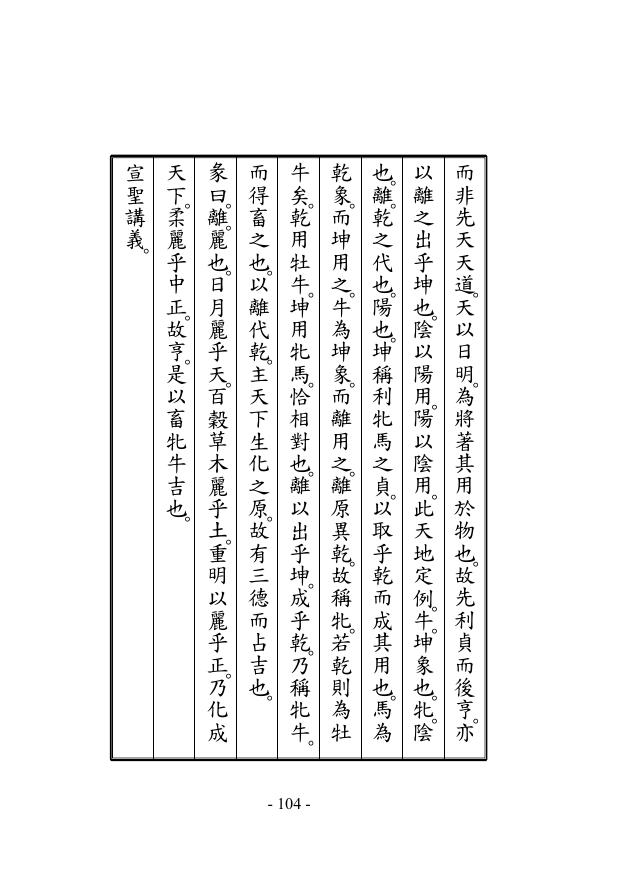 而非先天天道。天以日明。為將著其用於物也。故先利貞而後亨。亦
以離之出乎坤也。陰以陽用。陽以陰用。此天地定例。牛。坤象也。牝。陰
也。離。乾之代也。陽也。坤稱利牝馬之貞。以取乎乾而成其用也。馬為
乾象。而坤用之。牛為坤象。而離用之。離原異乾。故稱牝。若乾則為牡
牛矣。乾用牡牛。坤用牝馬。恰相對也。離以出乎坤。成乎乾。乃稱牝牛。
而得畜之也。以離代乾。主天下生化之原。故有三德而占吉也。
彖曰。離。麗也。日月麗乎天。百穀草木麗乎土。重明以麗乎正。乃化成
天下。柔麗乎中正。故亨。是以畜牝牛吉也。
宣聖講義。
- 104 -